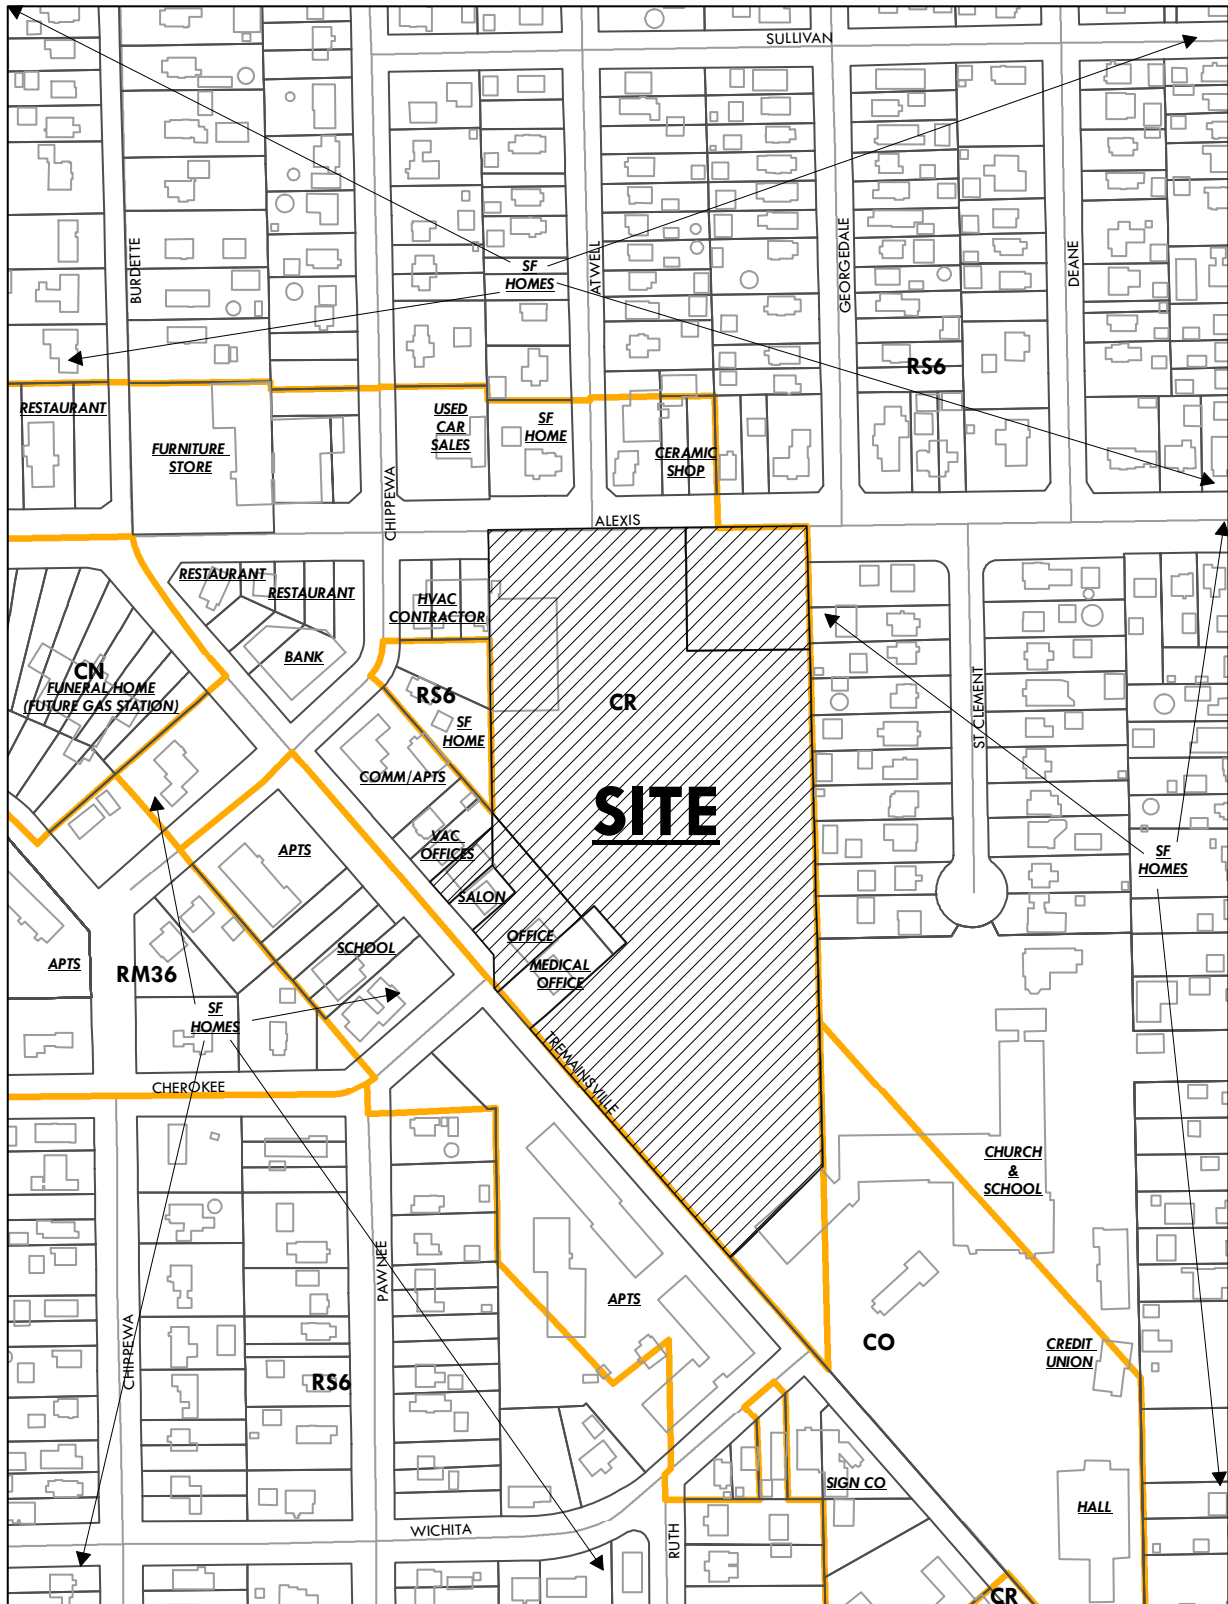 SULLIVAN
BURDETTE
ATWELL
GEORGEDALE
DEANE
SF
HOMES
RS6
RESTAURANT
FURNITURE
STORE
USED
CAR
SALES
SF
HOME
CERAMIC
SHOP
CHIPPEWA
ALEXIS
RESTAURANT
RESTAURANT
HVAC
CONTRACTOR
BANK
CN
FUNERAL HOME
(FUTURE GAS STATION)
RS6
SF
HOME
CR
ST. CLEMENT
COMM/APTS
SITE
VAC
OFFICES
APTS
SF
HOMES
SALON
OFFICE
SCHOOL
MEDICAL
OFFICE
APTS
RM36
SF
HOMES
TREMAINSVILLE
CHEROKEE
CHURCH
&
SCHOOL
PAWNEE
APTS
CHIPPEWA
CO
CREDIT
UNION
RS6
SIGN CO
HALL
WICHITA
RUTH
CR